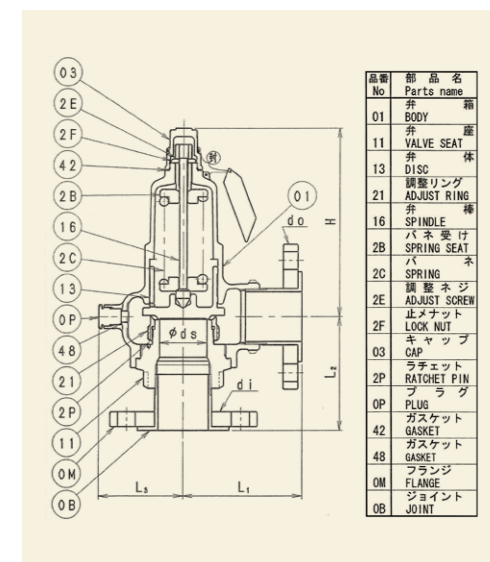 03
2E
2F
42
2B
16
2C
13
0P
48
21
2P
11
0M
0B
01
do
H
φds
di
L₂
L₃
L₁
品番 部品名
No Parts name
01 弁箱
BODY
11 弁座
VALVE SEAT
13 弁体
DISC
21 調整リング
ADJUST RING
16 弁棒
SPINDLE
2B バネ受け
SPRING SEAT
2C バネ
SPRING
2E 調整ネジ
ADJUST SCREW
2F 止メナット
LOCK NUT
03 キャップ
CAP
2P ラチェット
RATCHET PIN
0P プラグ
PLUG
42 ガスケット
GASKET
48 ガスケット
GASKET
0M フランジ
FLANGE
0B ジョイント
JOINT